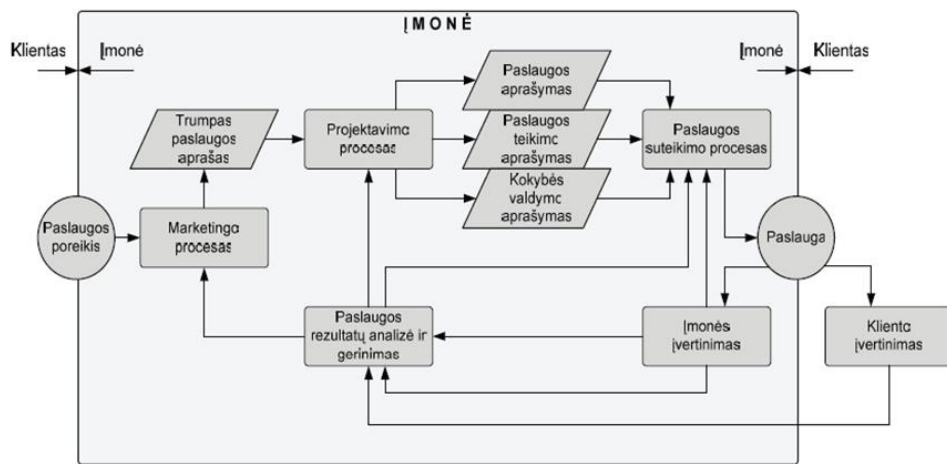 ĮMONĖ
Klientas
Įmonė
Įmonė
Klientas
Trumpas
paslaugos
aprašas
Projektavimo
procesas
Paslaugos
aprašymas
Paslaugos
teikimo
aprašymas
Kokybės
valdymo
aprašymas
Paslaugos
suteikimo procesas
Paslaugos
poreikis
Marketingo
procesas
Paslauga
Paslaugos
rezultatų analizė ir
gerinimas
Įmonės
įvertinimas
Kliento
įvertinimas